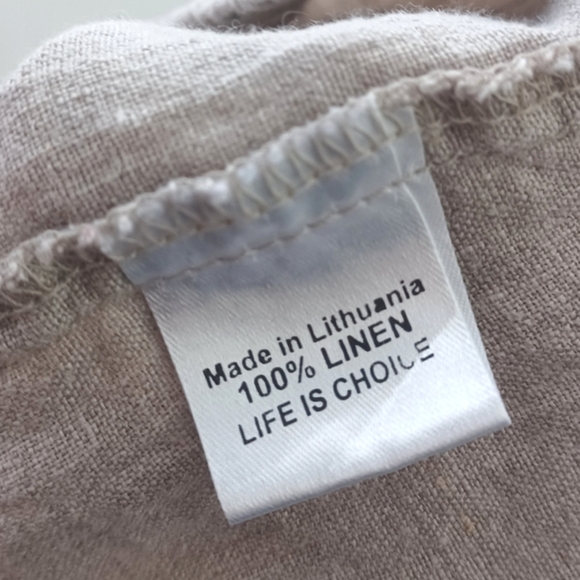 Made in Lithuania
100% LINEN
LIFE IS CHOICE